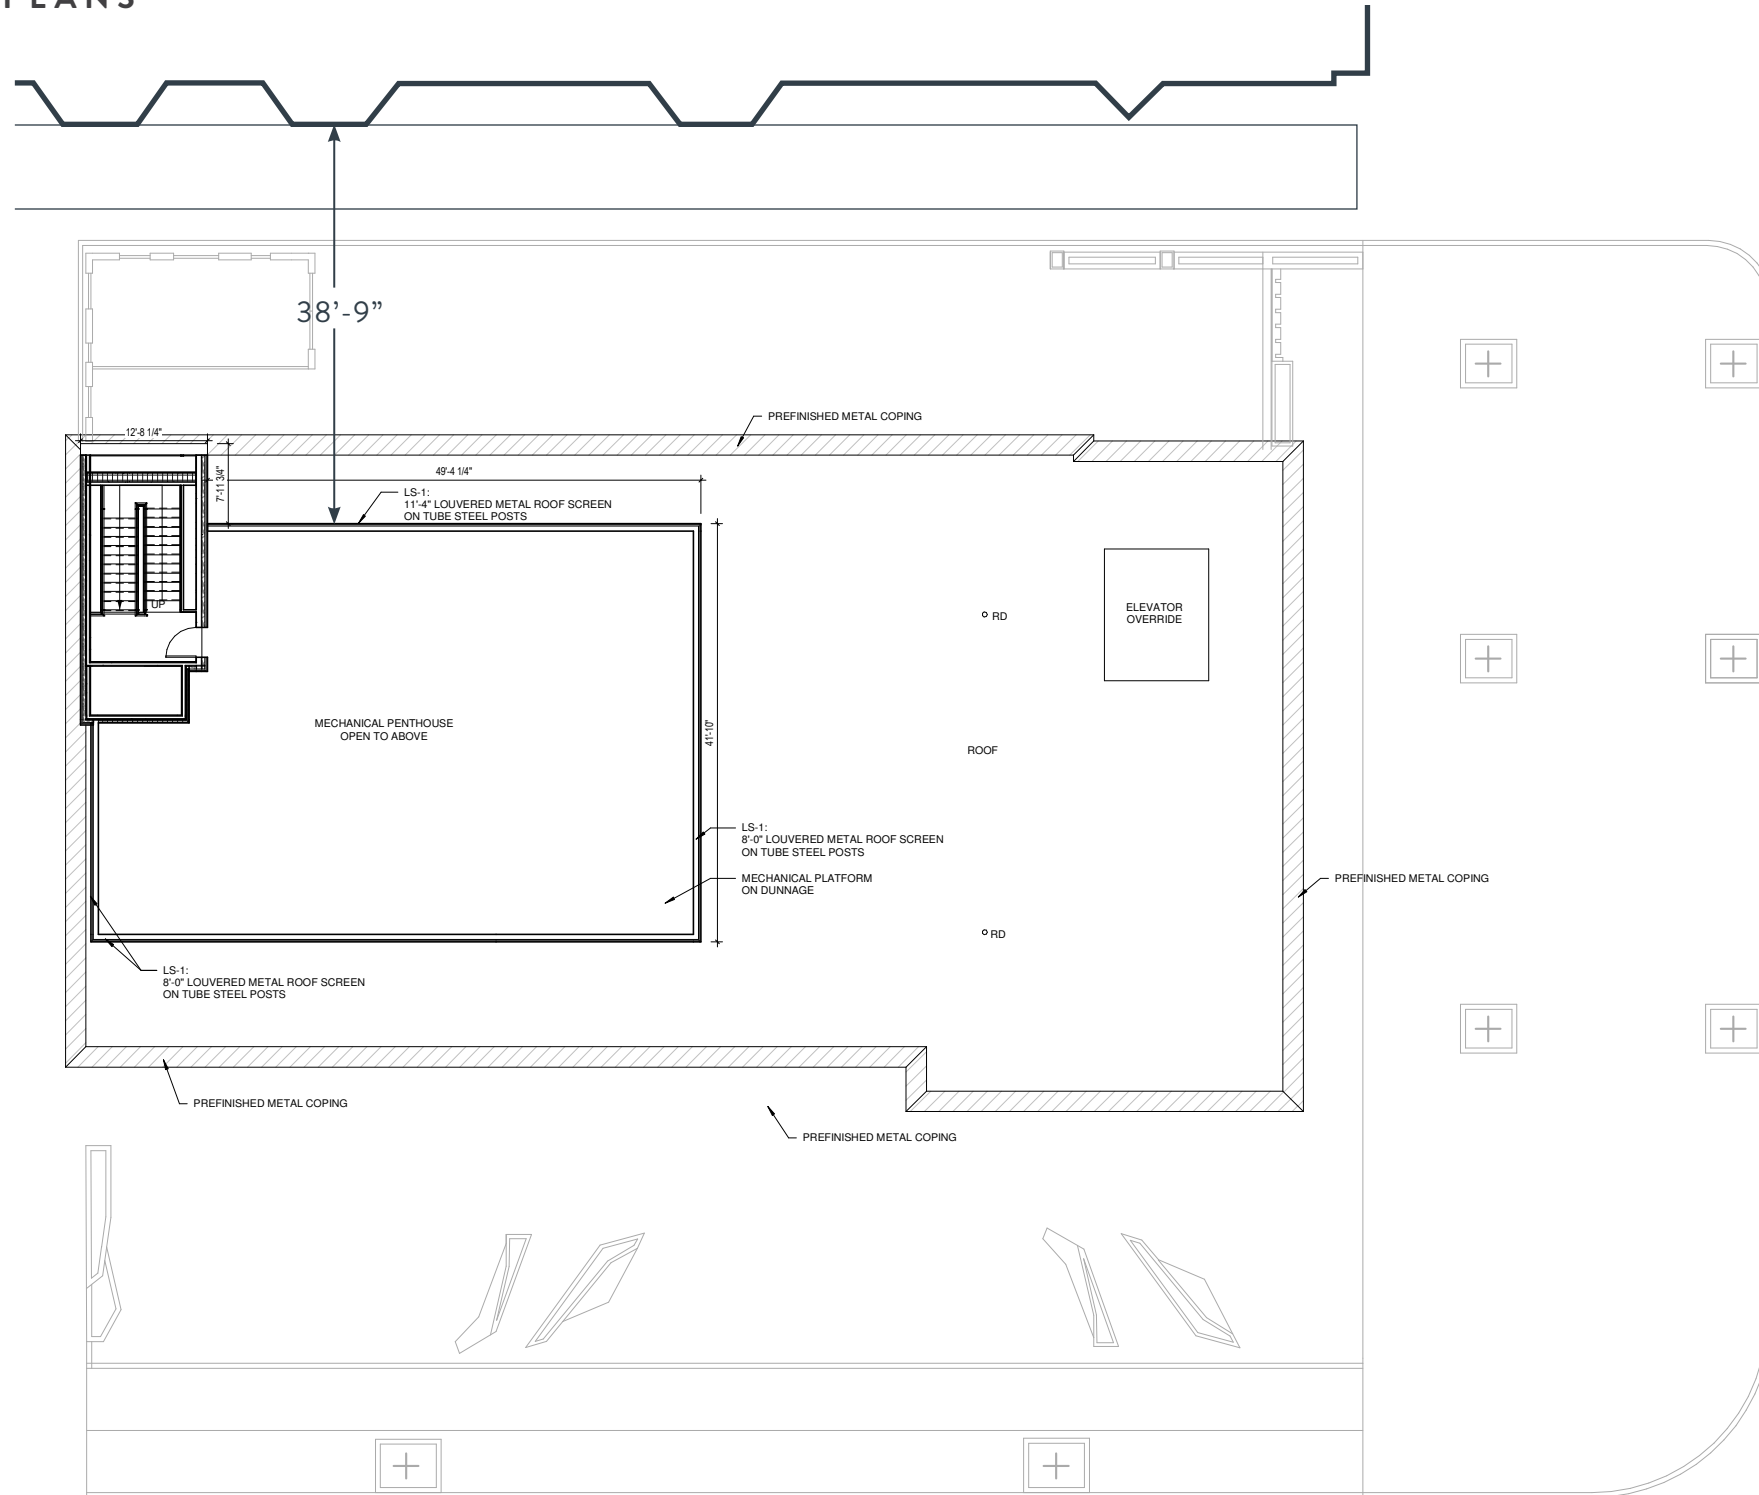 PLANS
38’-9”
PREFINISHED METAL COPING
12'-8 1/4"
49'-4 1/4"
7'-11 3/4"
LS-1:
11'-4" LOUVERED METAL ROOF SCREEN
ON TUBE STEEL POSTS
UP
ELEVATOR
OVERRIDE
RD
MECHANICAL PENTHOUSE
OPEN TO ABOVE
41'-10"
ROOF
LS-1:
8'-0" LOUVERED METAL ROOF SCREEN
ON TUBE STEEL POSTS
MECHANICAL PLATFORM
ON DUNNAGE
PREFINISHED METAL COPING
RD
LS-1:
8'-0" LOUVERED METAL ROOF SCREEN
ON TUBE STEEL POSTS
PREFINISHED METAL COPING
PREFINISHED METAL COPING